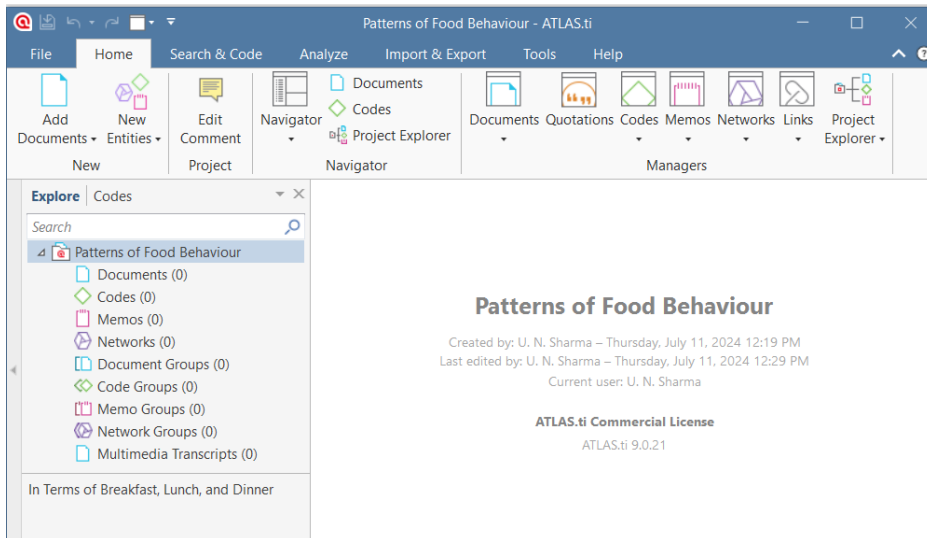 Patterns of Food Behaviour - ATLAS.ti
File Home Search & Code Analyze Import & Export Tools Help
Add Documents
New Entities
Edit Comment
Navigator
Documents
Codes
Project Explorer
Documents Quotations Codes Memos Networks Links Project Explorer
New Project Navigator Managers
Explore Codes
Search
Patterns of Food Behaviour
Documents (0)
Codes (0)
Memos (0)
Networks (0)
Document Groups (0)
Code Groups (0)
Memo Groups (0)
Network Groups (0)
Multimedia Transcripts (0)
In Terms of Breakfast, Lunch, and Dinner
Patterns of Food Behaviour
Created by: U. N. Sharma – Thursday, July 11, 2024 12:19 PM
Last edited by: U. N. Sharma – Thursday, July 11, 2024 12:29 PM
Current user: U. N. Sharma
ATLAS.ti Commercial License
ATLAS.ti 9.0.21